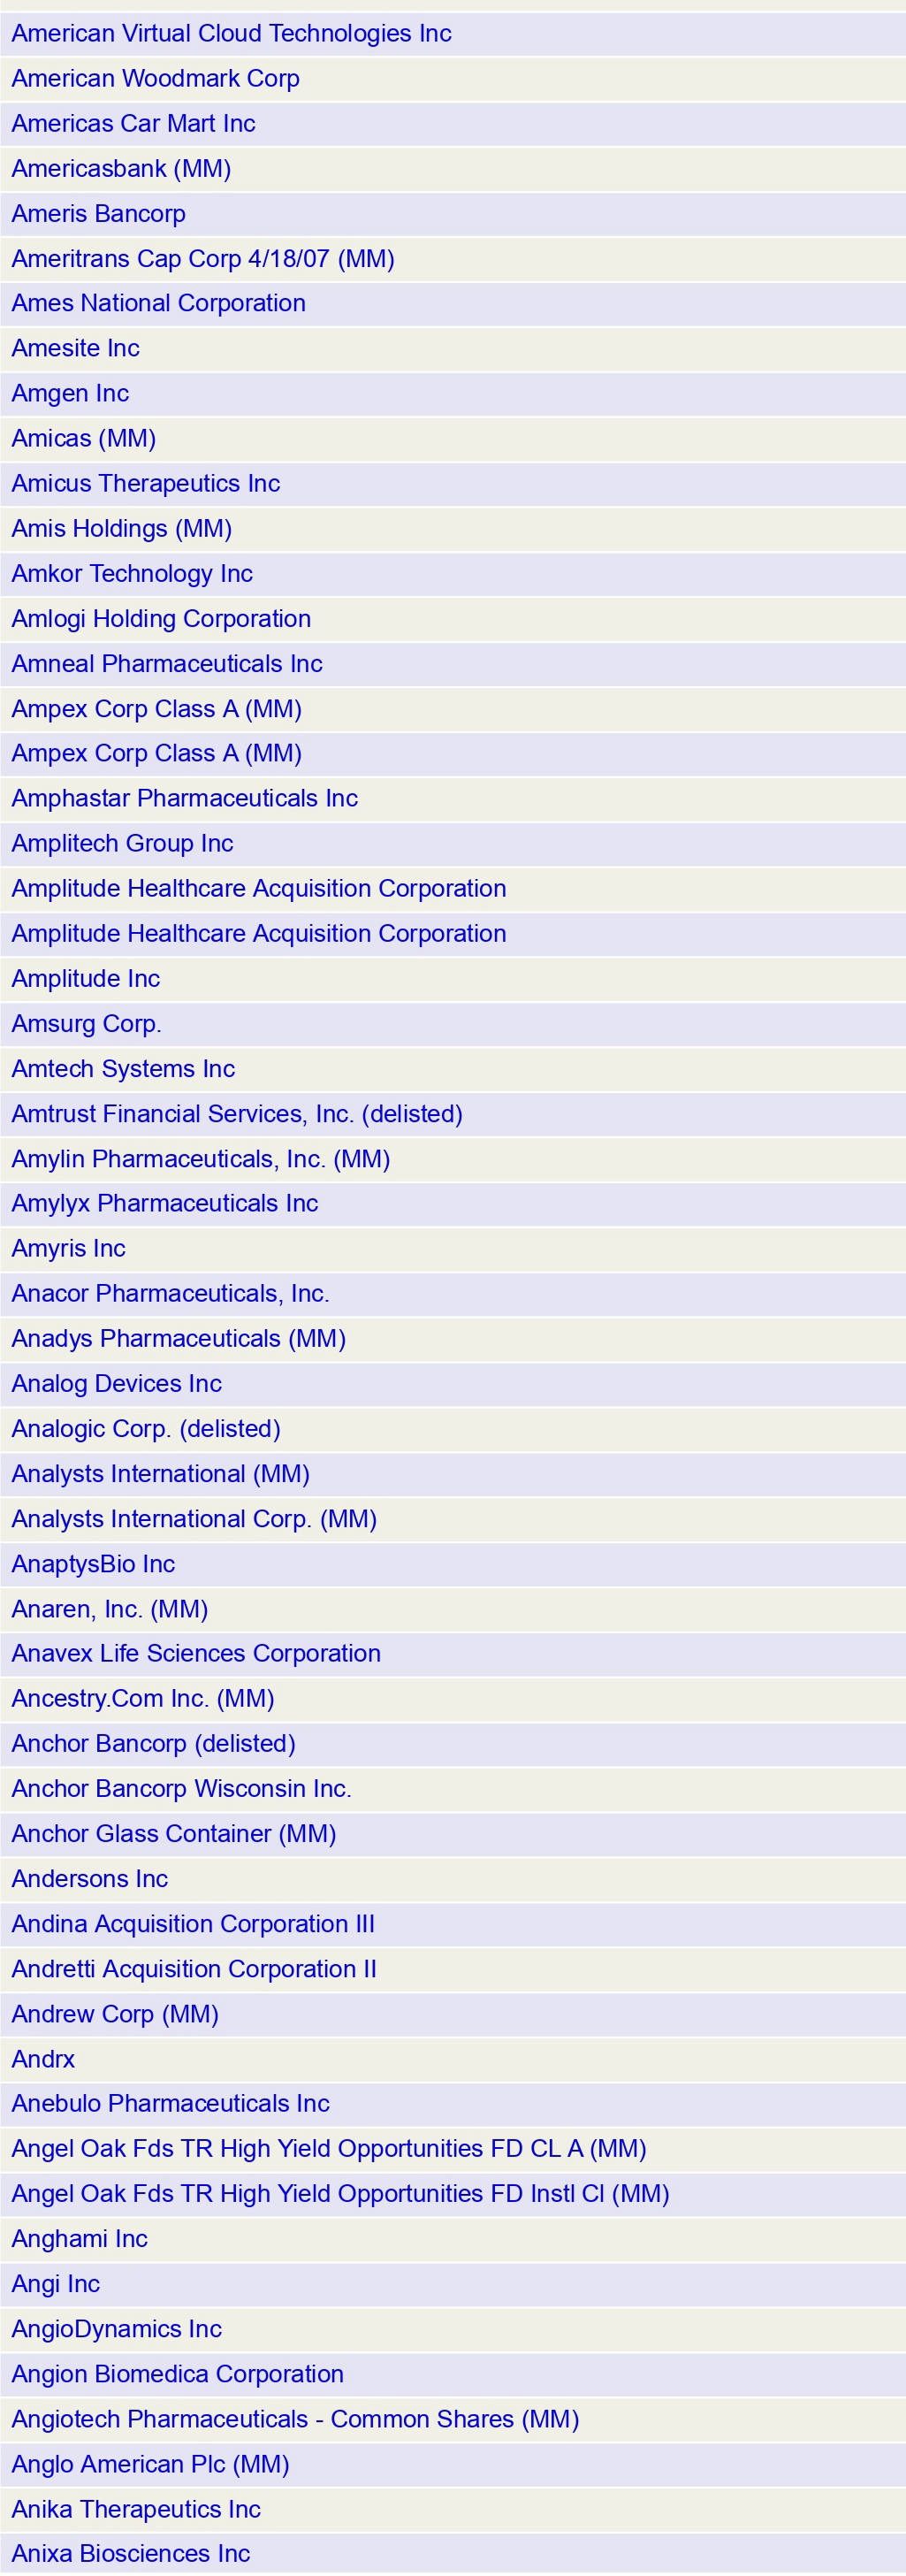 American Virtual Cloud Technologies Inc
American Woodmark Corp
Americas Car Mart Inc
Americasbank (MM)
Ameris Bancorp
Ameritrans Cap Corp 4/18/07 (MM)
Ames National Corporation
Amesite Inc
Amgen Inc
Amicas (MM)
Amicus Therapeutics Inc
Amis Holdings (MM)
Amkor Technology Inc
Amlogi Holding Corporation
Amneal Pharmaceuticals Inc
Ampex Corp Class A (MM)
Ampex Corp Class A (MM)
Amphastar Pharmaceuticals Inc
Amplitech Group Inc
Amplitude Healthcare Acquisition Corporation
Amplitude Healthcare Acquisition Corporation
Amplitude Inc
Amsurg Corp.
Amtech Systems Inc
Amtrust Financial Services, Inc. (delisted)
Amylin Pharmaceuticals, Inc. (MM)
Amylyx Pharmaceuticals Inc
Amyris Inc
Anacor Pharmaceuticals, Inc.
Anadys Pharmaceuticals (MM)
Analog Devices Inc
Analogic Corp. (delisted)
Analysts International (MM)
Analysts International Corp. (MM)
AnaptysBio Inc
Anaren, Inc. (MM)
Anavex Life Sciences Corporation
Ancestry.Com Inc. (MM)
Anchor Bancorp (delisted)
Anchor Bancorp Wisconsin Inc.
Anchor Glass Container (MM)
Andersons Inc
Andina Acquisition Corporation III
Andretti Acquisition Corporation II
Andrew Corp (MM)
Andrx
Anebulo Pharmaceuticals Inc
Angel Oak Fds TR High Yield Opportunities FD CL A (MM)
Angel Oak Fds TR High Yield Opportunities FD Instl Cl (MM)
Anghami Inc
Angi Inc
AngioDynamics Inc
Angion Biomedica Corporation
Angiotech Pharmaceuticals - Common Shares (MM)
Anglo American Plc (MM)
Anika Therapeutics Inc
Anixa Biosciences Inc